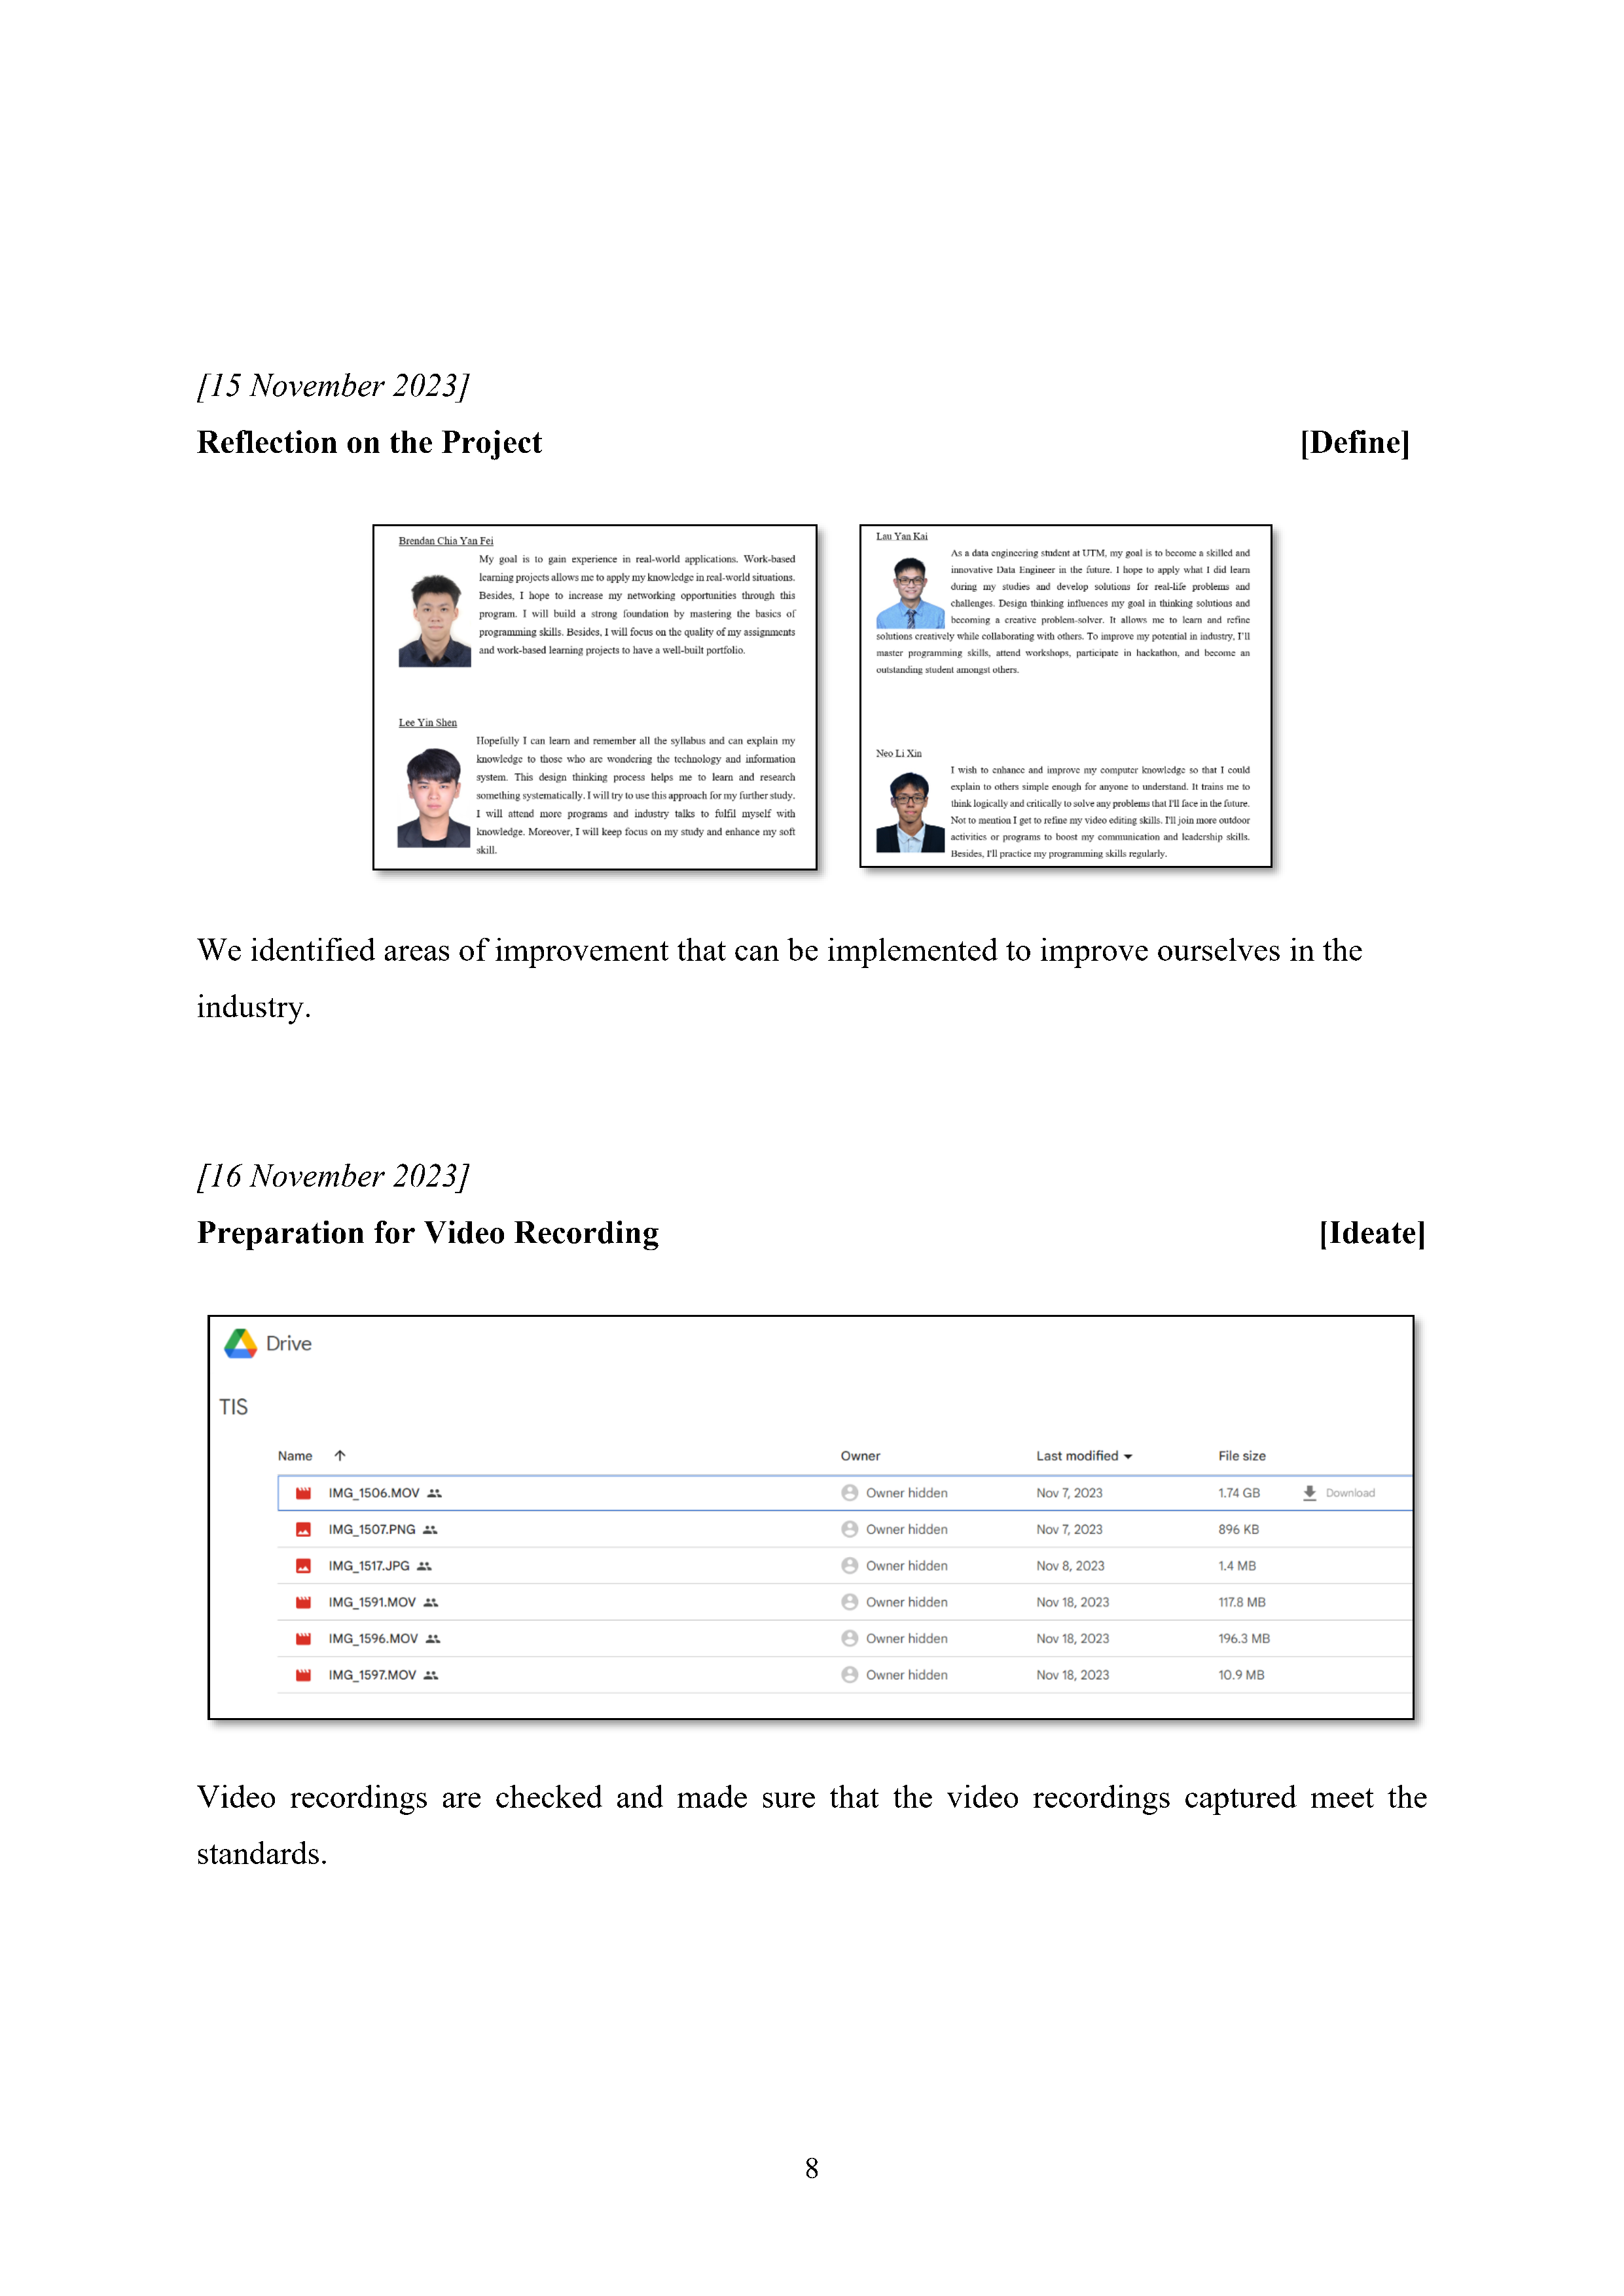 [15 November 2023]
Reflection on the Project [Define]
Brendan Chia Yan Fei
My goal is to gain experience in real-world applications. Work-based
learning projects allows me to apply my knowledge in real-world situations.
Besides, I hope to increase my networking opportunities through this
program. I will build a strong foundation by mastering the basics of
programming skills. Besides, I will focus on the quality of my assignments
and work-based learning projects to have a well-built portfolio.
Lee Yin Shen
Hopefully I can learn and remember all the syllabus and can explain my
knowledge to those who are wondering the technology and information
system. This design thinking process helps me to learn and research
something systematically. I will try to use this approach for my further study.
I will attend more programs and industry talks to fulfil myself with
knowledge. Moreover, I will keep focus on my study and enhance my soft
skill.
Lau Yan Kai
As a data engineering student at UTM, my goal is to become a skilled and
innovative Data Engineer in the future. I hope to apply what I did learn
during my studies and develop solutions for real-life problems and
challenges. Design thinking influences my goal in thinking solutions and
becoming a creative problem-solver. It allows me to learn and refine
solutions creatively while collaborating with others. To improve my potential in industry, I'll
master programming skills, attend workshops, participate in hackathon, and become an
outstanding student amongst others.
Neo Li Xin
I wish to enhance and improve my computer knowledge so that I could
explain to others simple enough for anyone to understand. It trains me to
think logically and critically to solve any problems that I'll face in the future.
Not to mention I get to refine my video editing skills. I'll join more outdoor
activities or programs to boost my communication and leadership skills.
Besides, I'll practice my programming skills regularly.
We identified areas of improvement that can be implemented to improve ourselves in the
industry.
[16 November 2023]
Preparation for Video Recording [Ideate]
Drive
TIS
Name Owner Last modified File size
IMG_1506.MOV Owner hidden Nov 7, 2023 1.74 GB Download
IMG_1507.PNG Owner hidden Nov 7, 2023 896 KB
IMG_1517.JPG Owner hidden Nov 8, 2023 1.4 MB
IMG_1591.MOV Owner hidden Nov 18, 2023 117.8 MB
IMG_1596.MOV Owner hidden Nov 18, 2023 196.3 MB
IMG_1597.MOV Owner hidden Nov 18, 2023 10.9 MB
Video recordings are checked and made sure that the video recordings captured meet the
standards.
8